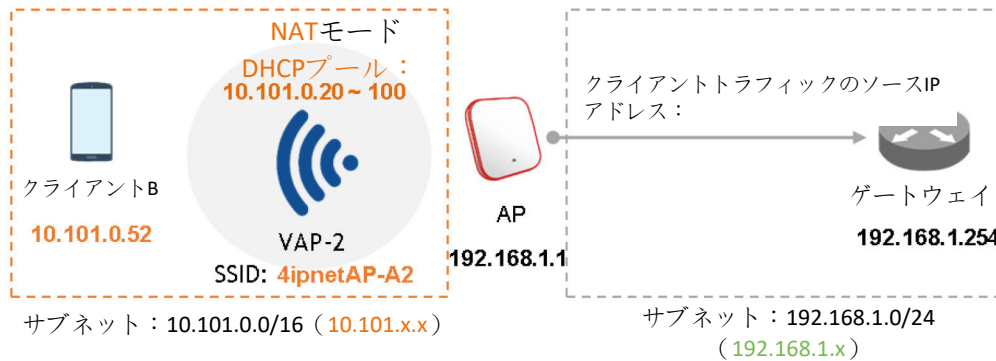 NATモード
DHCPプール：
10.101.0.20 ~ 100
クライアントB
10.101.0.52
VAP-2
SSID: 4ipnetAP-A2
サブネット：10.101.0.0/16（10.101.x.x）
AP
192.168.1.1
クライアントトラフィックのソースIP
アドレス：
ゲートウェイ
192.168.1.254
サブネット：192.168.1.0/24
（192.168.1.x）